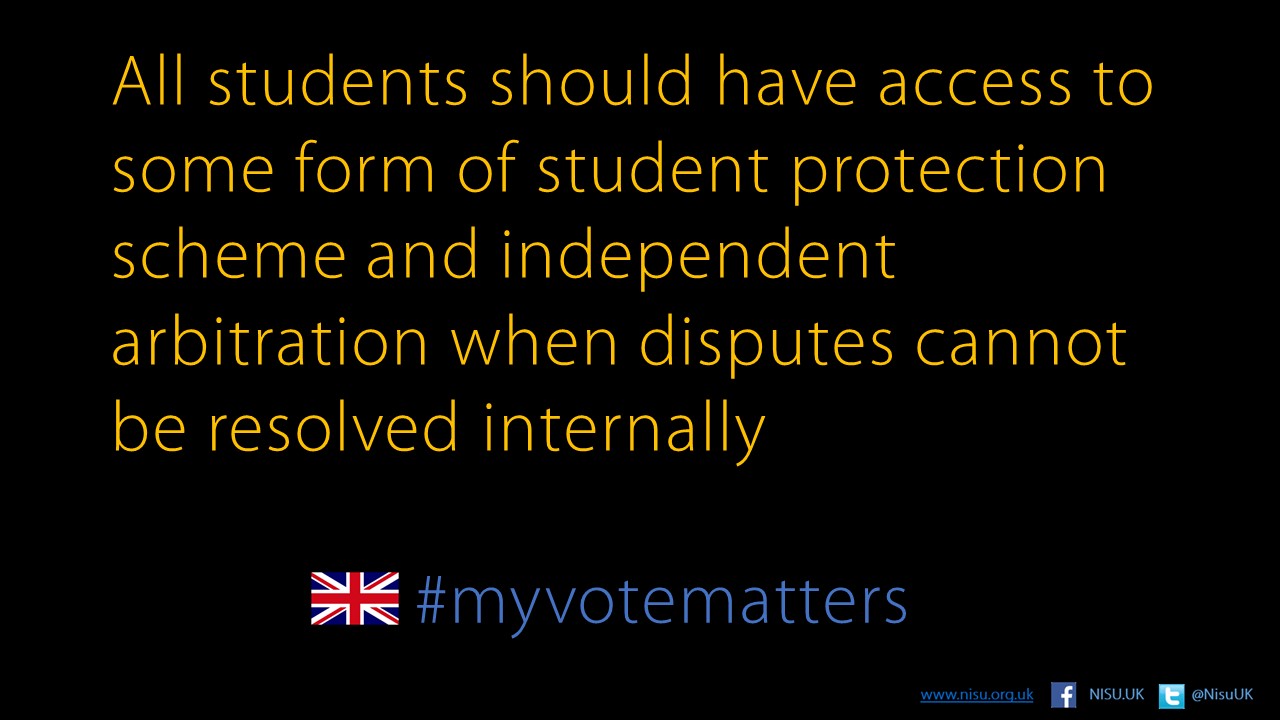 All students should have access to
some form of student protection
scheme and independent
arbitration when disputes cannot
be resolved internally
#myvotematters
www.nisu.org.uk NISU.UK @NisuUK